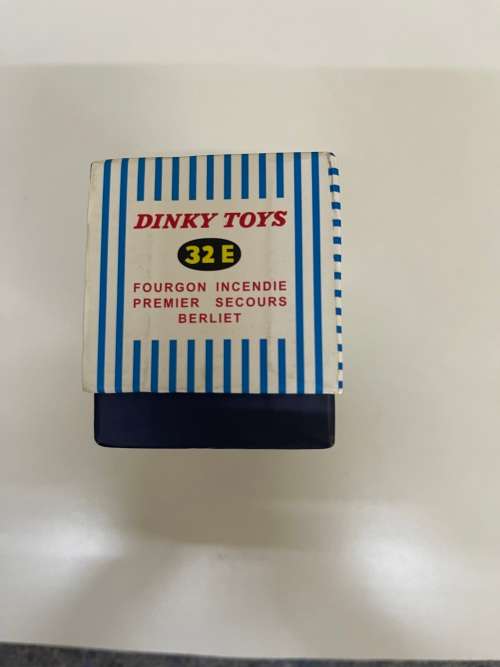 DINKY TOYS
32 E
FOURGON INCENDIE
PREMIER SECOURS
BERLIET